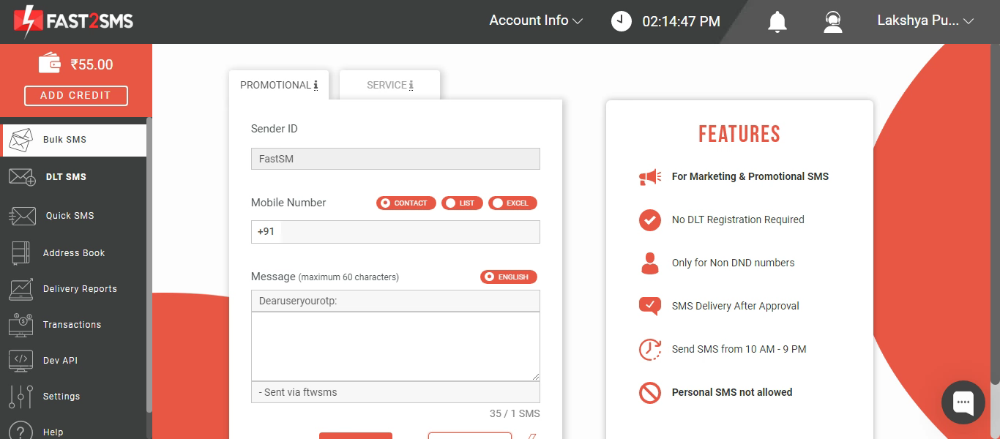 FAST2SMS
Account Info
02:14:47 PM
Lakshya Pu...
₹55.00
ADD CREDIT
Bulk SMS
DLT SMS
Quick SMS
Address Book
Delivery Reports
Transactions
Dev API
Settings
Help
PROMOTIONAL i
SERVICE i
Sender ID
FastSM
Mobile Number
CONTACT
LIST
EXCEL
+91
Message (maximum 60 characters)
ENGLISH
Dearuseryourotp:
- Sent via ftwsms
35 / 1 SMS
FEATURES
For Marketing & Promotional SMS
No DLT Registration Required
Only for Non DND numbers
SMS Delivery After Approval
Send SMS from 10 AM - 9 PM
Personal SMS not allowed